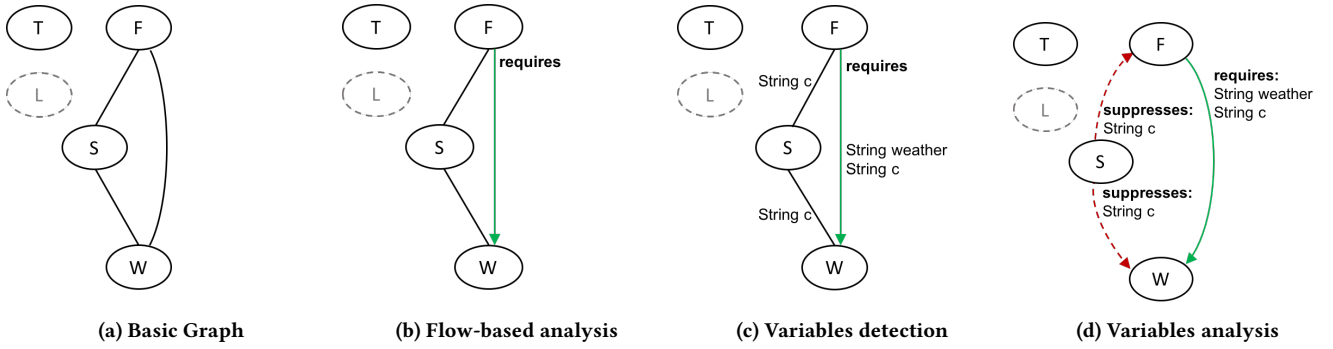 T
F
L
S
W
(a) Basic Graph
T
F
requires
L
S
W
(b) Flow-based analysis
T
F
requires
String c
L
S
String weather
String c
String c
W
(c) Variables detection
T
F
requires:
String weather
String c
L
suppresses:
String c
S
suppresses:
String c
W
(d) Variables analysis